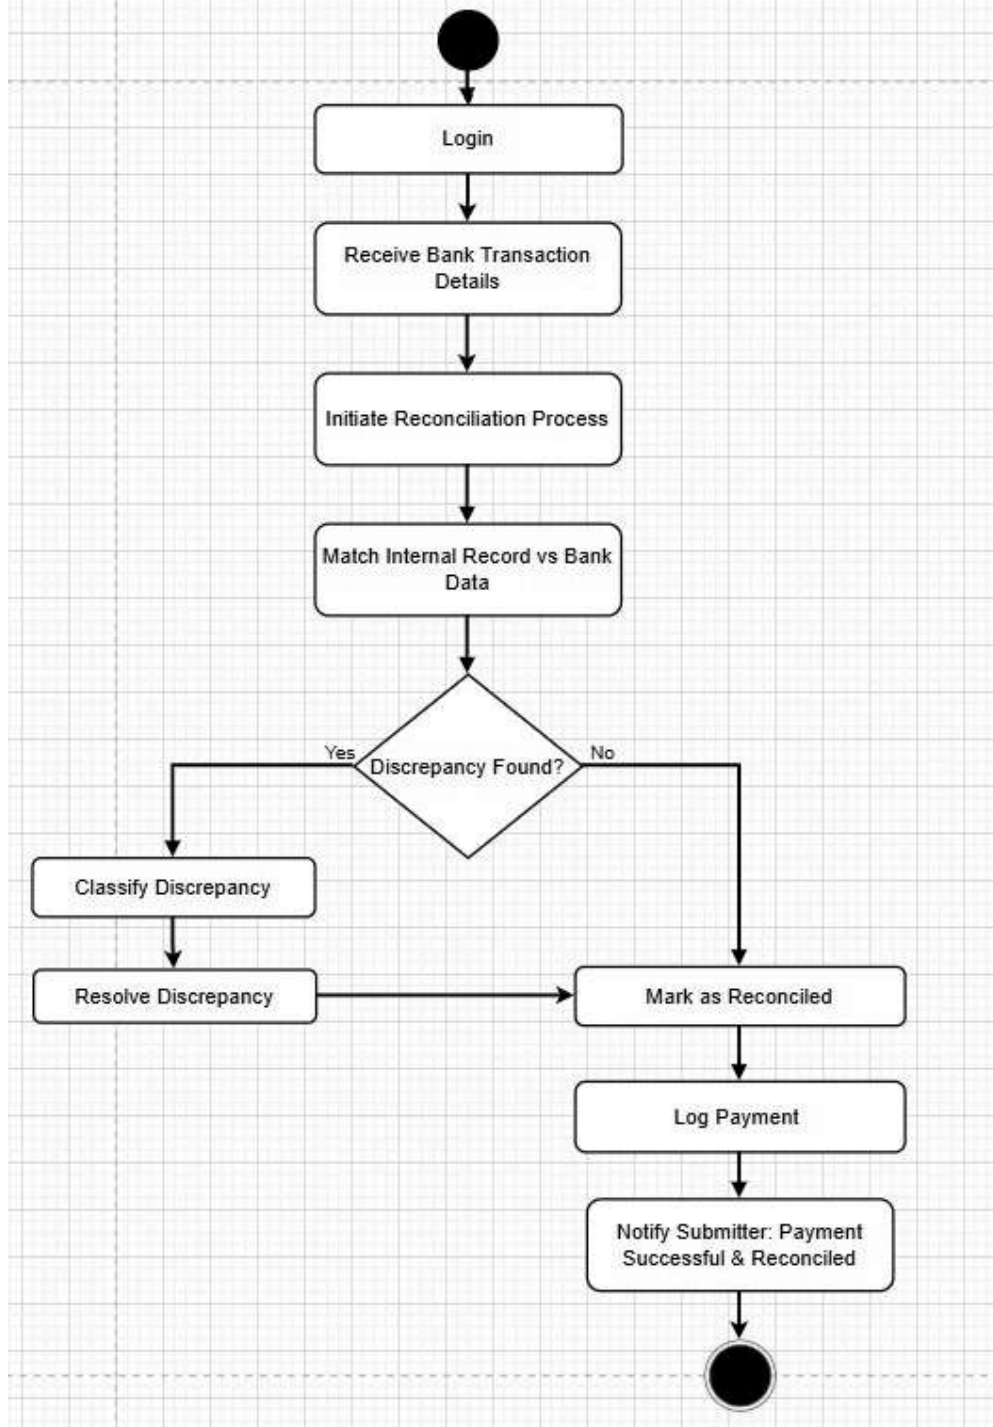 Login
Receive Bank Transaction
Details
Initiate Reconciliation Process
Match Internal Record vs Bank
Data
Yes
Discrepancy Found?
No
Classify Discrepancy
Resolve Discrepancy
Mark as Reconciled
Log Payment
Notify Submitter: Payment
Successful & Reconciled